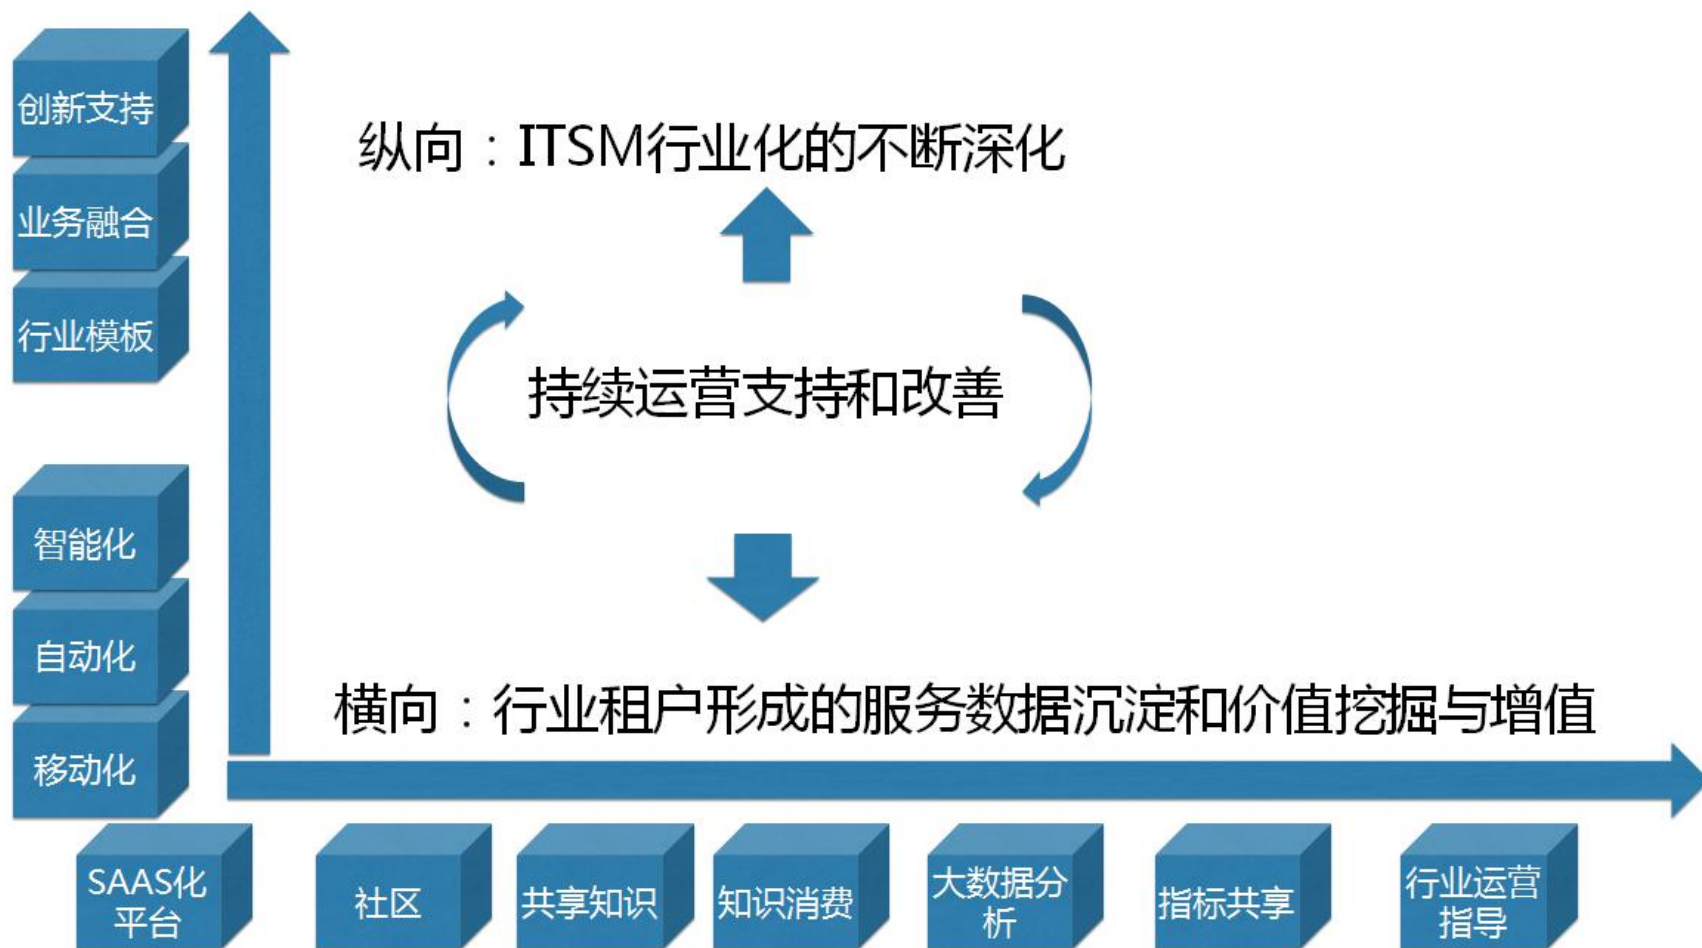 创新支持
纵向：ITSM行业化的不断深化
业务融合
行业模板
持续运营支持和改善
智能化
自动化
横向：行业租户形成的服务数据沉淀和价值挖掘与增值
移动化
SAAS化
平台
社区
共享知识
知识消费
大数据分
析
指标共享
行业运营
指导